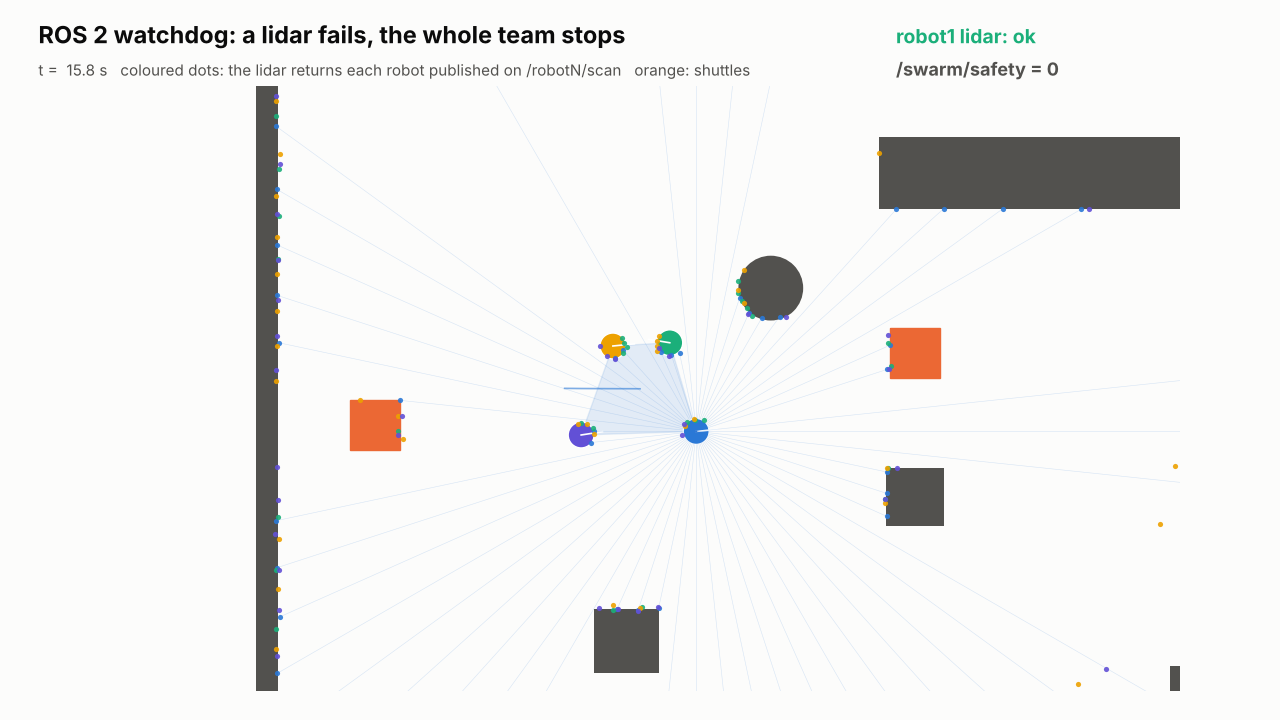 ROS 2 watchdog: a lidar fails, the whole team stops
robot1 lidar: ok
t = 15.8 s coloured dots: the lidar returns each robot published on /robotN/scan orange: shuttles
/swarm/safety = 0